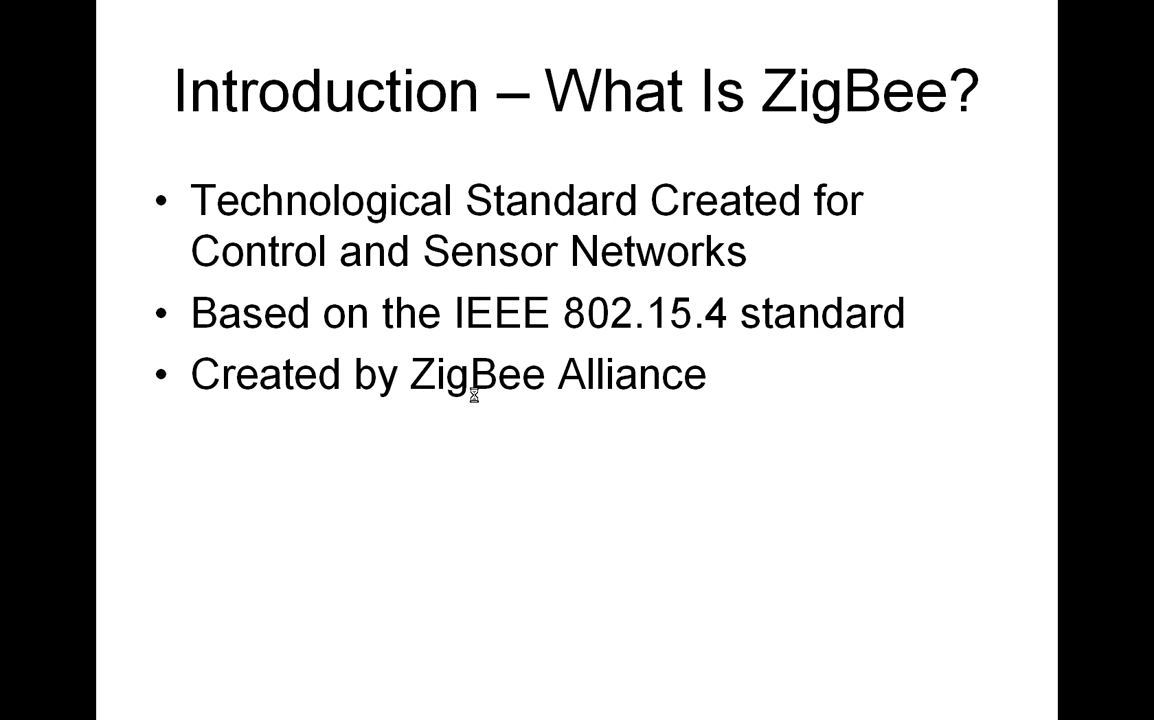 Introduction – What Is ZigBee?
• Technological Standard Created for
Control and Sensor Networks
• Based on the IEEE 802.15.4 standard
• Created by ZigBee Alliance